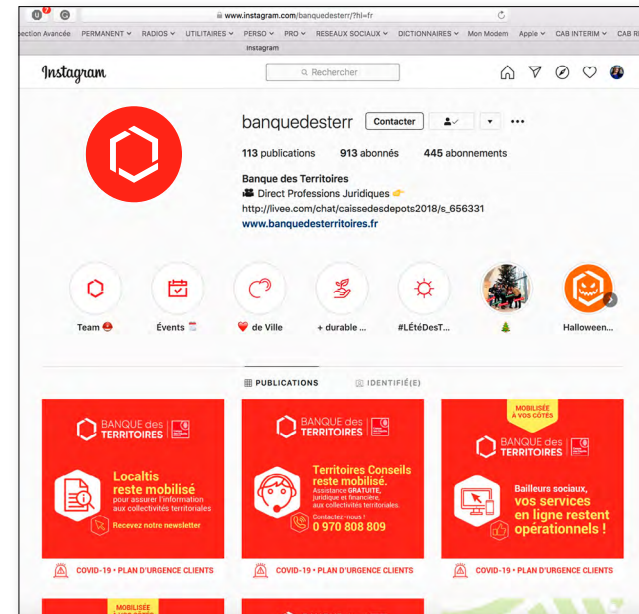 7
www.instagram.com/banquedesterr/?hl=fr
ection Avancée PERMANENT RADIOS UTILITAIRES PERSO PRO RESEAUX SOCIAUX DICTIONNAIRES Mon Modem Apple CAB INTERIM CAB R
Instagram
Instagram
Rechercher
banquedesterr Contacter
113 publications 913 abonnés 445 abonnements
Banque des Territoires
Direct Professions Juridiques
http://livee.com/chat/caissedesdepots2018/s_656331
www.banquedesterritoires.fr
Team Évents de Ville + durable ... #LÉtéDesT... Halloween...
PUBLICATIONS IDENTIFIÉ(E)
BANQUE des
TERRITOIRES
Localtis
reste mobilisé
pour assurer l'information
aux collectivités territoriales
Recevez notre newsletter
COVID-19 • PLAN D'URGENCE CLIENTS
BANQUE des
TERRITOIRES
Territoires Conseils
reste mobilisé.
Assistance GRATUITE,
juridique et financière,
aux collectivités territoriales.
Contactez-nous !
0 970 808 809
COVID-19 • PLAN D'URGENCE CLIENTS
MOBILISÉE
À VOS CÔTÉS
BANQUE des
TERRITOIRES
Bailleurs sociaux,
vos services
en ligne restent
opérationnels !
COVID-19 • PLAN D'URGENCE CLIENTS
MOBILISÉE
À VOS CÔTÉS